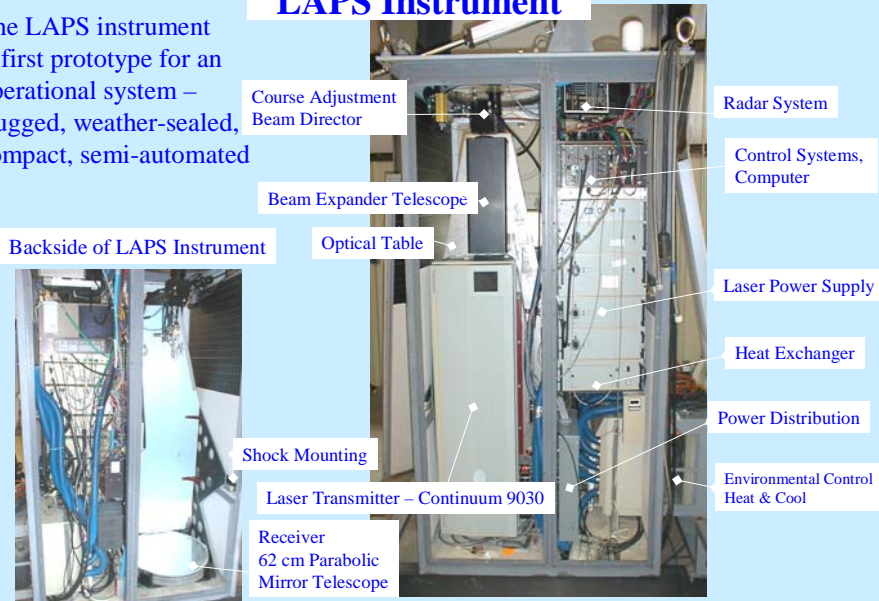 LAPS Instrument
he LAPS instrument
first prototype for an
perational system –
ugged, weather-sealed,
ompact, semi-automated
Course Adjustment
Beam Director
Radar System
Control Systems,
Computer
Beam Expander Telescope
Optical Table
Backside of LAPS Instrument
Laser Power Supply
Heat Exchanger
Power Distribution
Shock Mounting
Environmental Control
Heat & Cool
Laser Transmitter – Continuum 9030
Receiver
62 cm Parabolic
Mirror Telescope